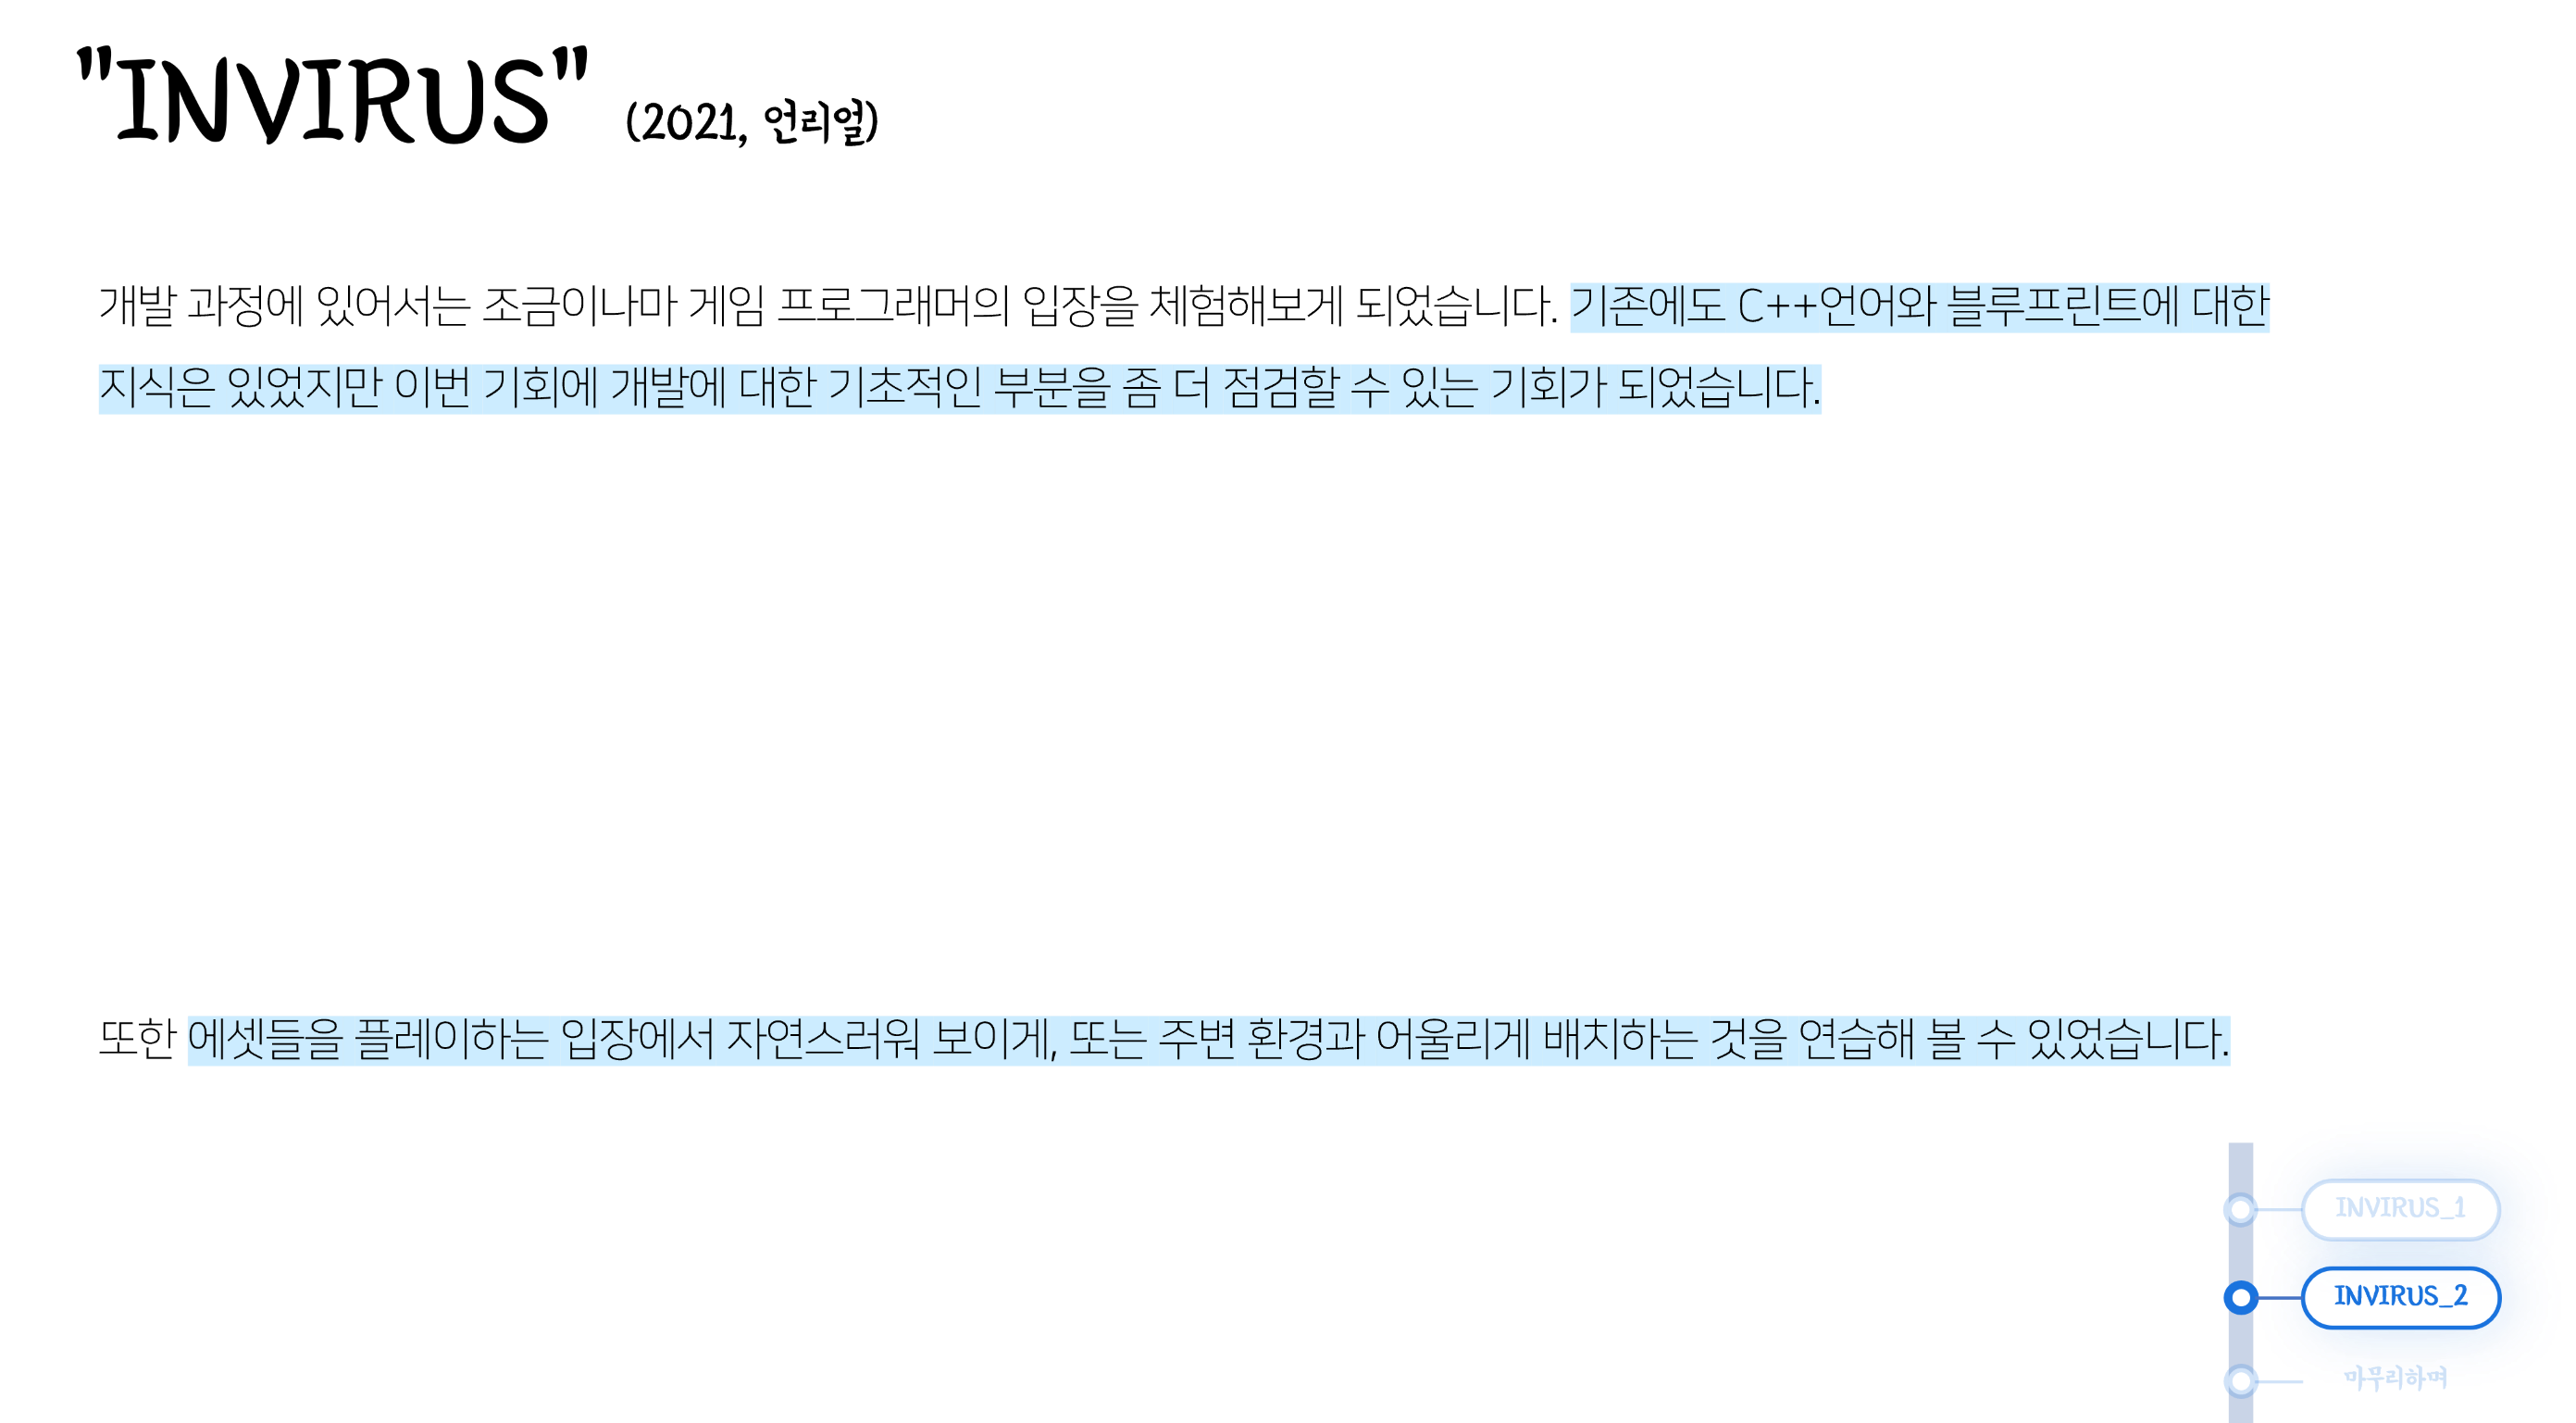 "INVIRUS" (2021, 언리얼)
개발 과정에 있어서는 조금이나마 게임 프로그래머의 입장을 체험해보게 되었습니다. 기존에도 C++언어와 블루프린트에 대한
지식은 있었지만 이번 기회에 개발에 대한 기초적인 부분을 좀 더 점검할 수 있는 기회가 되었습니다.
또한 에셋들을 플레이하는 입장에서 자연스러워 보이게, 또는 주변 환경과 어울리게 배치하는 것을 연습해 볼 수 있었습니다.
INVIRUS_1
INVIRUS_2
마무리하며